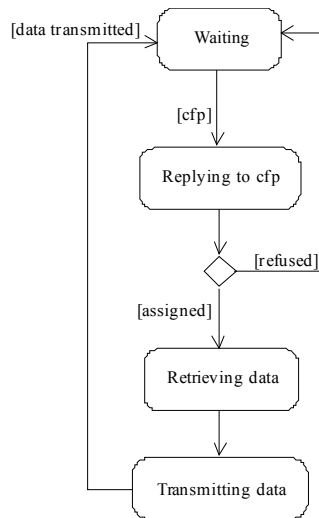 [data transmitted]
Waiting
[cfp]
Replying to cfp
[refused]
[assigned]
Retrieving data
Transmitting data